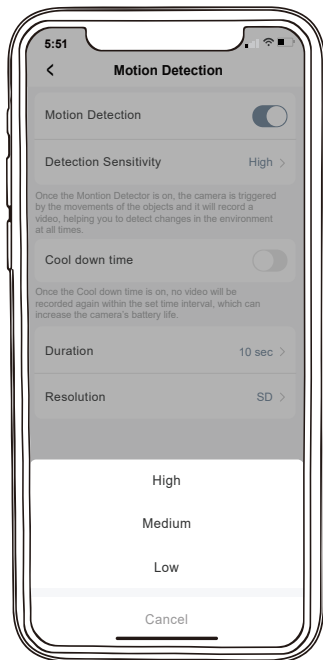 5:51
Motion Detection
Motion Detection
Detection Sensitivity High
Once the Montion Detector is on, the camera is triggered
by the movements of the objects and it will record a
video, helping you to detect changes in the environment
at all times.
Cool down time
Once the Cool down time is on, no video will be
recorded again within the set time interval, which can
increase the camera's battery life.
Duration 10 sec
Resolution SD
High
Medium
Low
Cancel